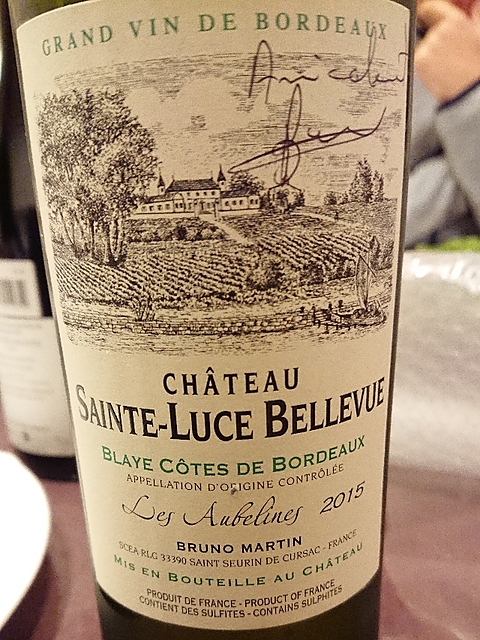 GRAND VIN DE BORDEAUX
CHÂTEAU
SAINTE-LUCE BELLEVUE
BLAYE CÔTES DE BORDEAUX
APPELLATION D'ORIGINE CONTRÔLÉE
Les Aubelines 2015
BRUNO MARTIN
SCEA RLG 33390 SAINT SEURIN DE CURSAC - FRANCE
MIS EN BOUTEILLE AU CHÂTEAU
PRODUIT DE FRANCE - PRODUCT OF FRANCE
CONTIENT DES SULFITES - CONTAINS SULPHITES